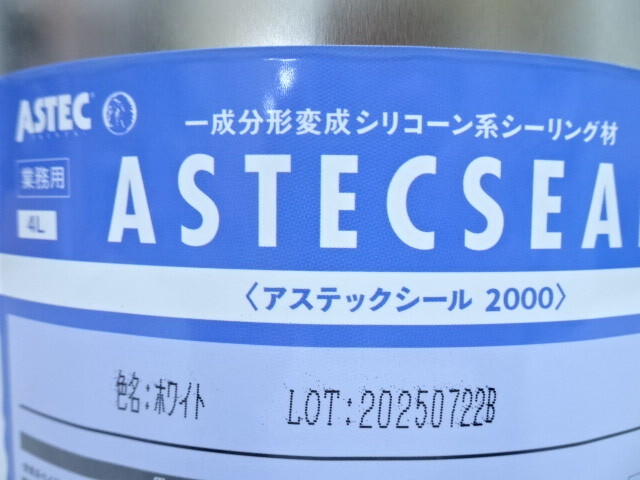 ASTEC
一成分形変成シリコーン系シーリング材
業務用
4L
ASTECSEA
〈アステックシール 2000〉
色名:ホワイト LOT:20250722B